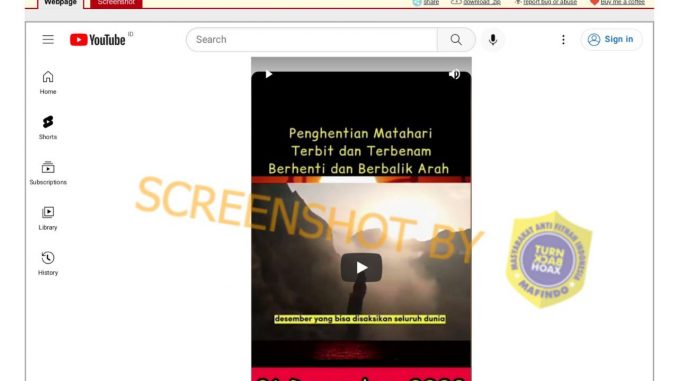 Webpage
Screenshot
share
download .zip
report bug or abuse
Buy me a coffee
YouTube ID
Search
Sign in
Home
Shorts
Subscriptions
Library
History
Penghentian Matahari
Terbit dan Terbenam
Berhenti dan Berbalik Arah
SCREENSHOT BY
MASYARAKAT ANTI FITNAH INDONESIA
TURN
BACK
HOAX
MAFINDO
desember yang bisa disaksikan seluruh dunia